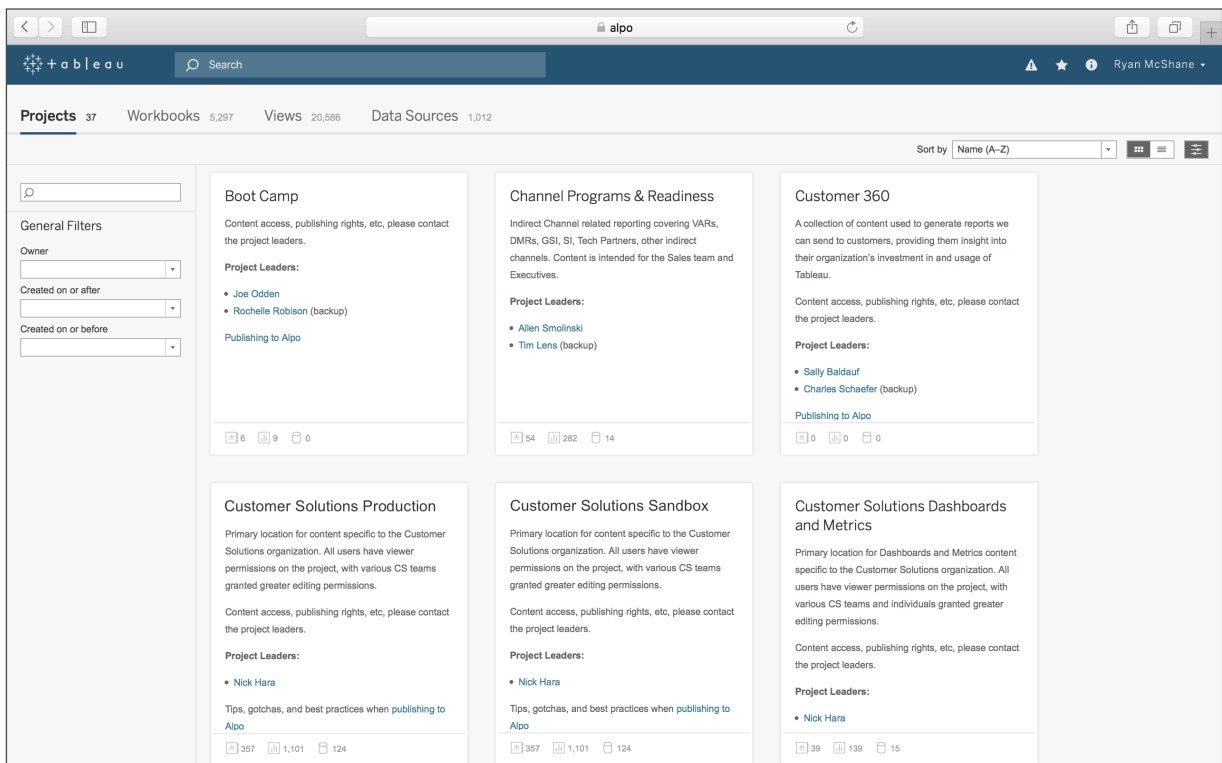 alpo
+ a b | e a u
Search
Ryan McShane
Projects 37 Workbooks 5,297 Views 20,586 Data Sources 1,012
Sort by Name (A–Z)
General Filters
Owner
Created on or after
Created on or before
Boot Camp
Content access, publishing rights, etc, please contact
the project leaders.
Project Leaders:
• Joe Odden
• Rochelle Robison (backup)
Publishing to Alpo
6 9 0
Channel Programs & Readiness
Indirect Channel related reporting covering VARs,
DMRs, GSI, SI, Tech Partners, other indirect
channels. Content is intended for the Sales team and
Executives.
Project Leaders:
• Allen Smolinski
• Tim Lens (backup)
54 282 14
Customer 360
A collection of content used to generate reports we
can send to customers, providing them insight into
their organization's investment in and usage of
Tableau.
Content access, publishing rights, etc, please contact
the project leaders.
Project Leaders:
• Sally Baldauf
• Charles Schaefer (backup)
Publishing to Alpo
0 0 0
Customer Solutions Production
Primary location for content specific to the Customer
Solutions organization. All users have viewer
permissions on the project, with various CS teams
granted greater editing permissions.
Content access, publishing rights, etc, please contact
the project leaders.
Project Leaders:
• Nick Hara
Tips, gotchas, and best practices when publishing to
Alpo
357 1,101 124
Customer Solutions Sandbox
Primary location for content specific to the Customer
Solutions organization. All users have viewer
permissions on the project, with various CS teams
granted greater editing permissions.
Content access, publishing rights, etc, please contact
the project leaders.
Project Leaders:
• Nick Hara
Tips, gotchas, and best practices when publishing to
Alpo
357 1,101 124
Customer Solutions Dashboards
and Metrics
Primary location for Dashboards and Metrics content
specific to the Customer Solutions organization. All
users have viewer permissions on the project, with
various CS teams and individuals granted greater
editing permissions.
Content access, publishing rights, etc, please contact
the project leaders.
Project Leaders:
• Nick Hara
39 139 15